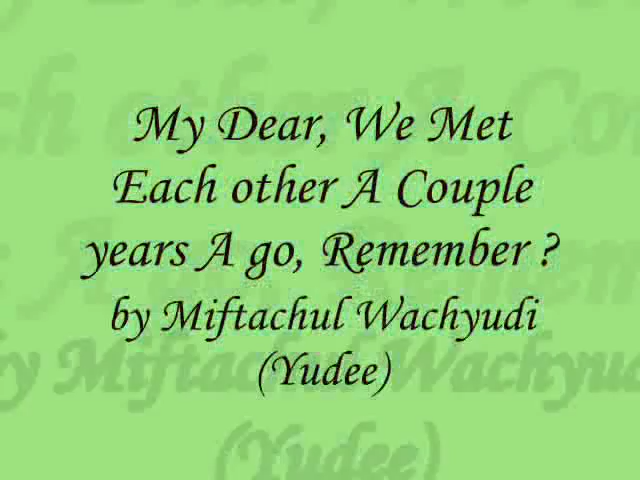 My Dear, We Met
Each other A Couple
years A go, Remember ?
by Miftachul Wachyudi
(Yudee)